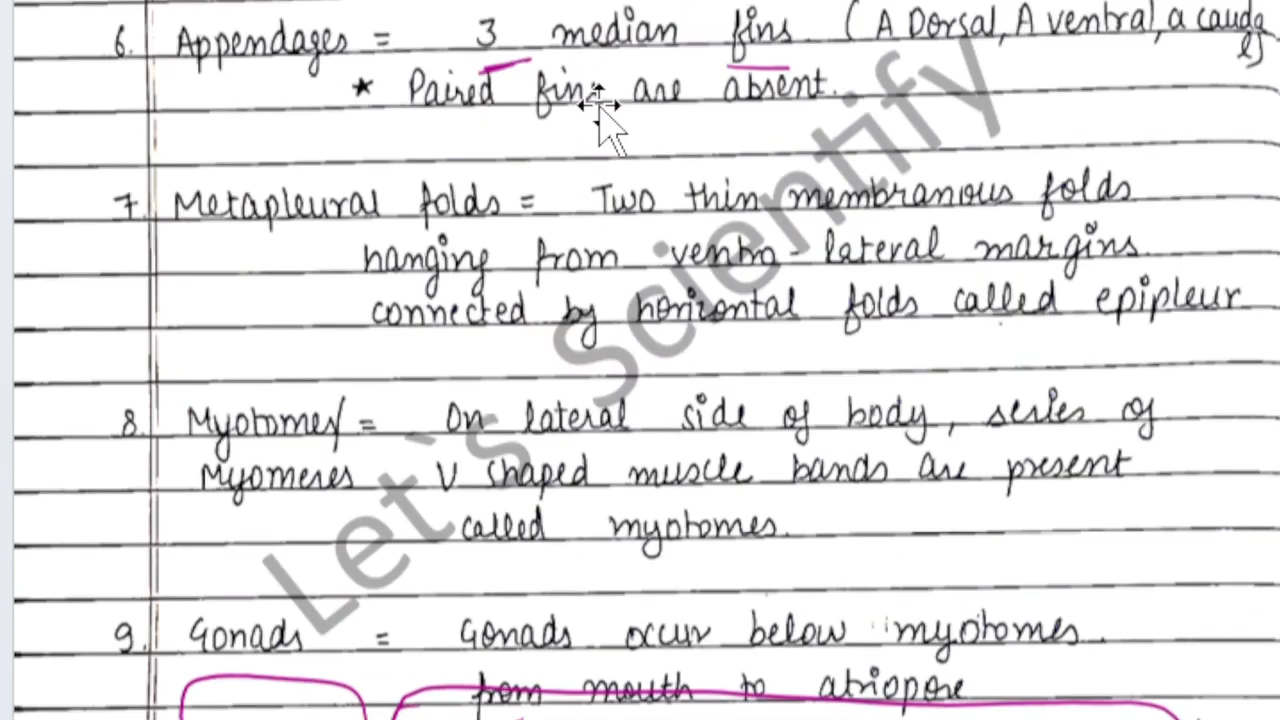 6. Appendages = 3 median fins (A Dorsal, A ventral, a cauda
l)
* Paired fins are absent.
7. Metapleural folds = Two thin membranous folds
hanging from ventro-lateral margins
connected by horizontal folds called epipleur
8. Myotomes/ = On lateral side of body, series of
Myomeres V shaped muscle bands are present
called myotomes.
9. Gonads = Gonads occur below myotomes
from mouth to atriopore
Let`s Scientify